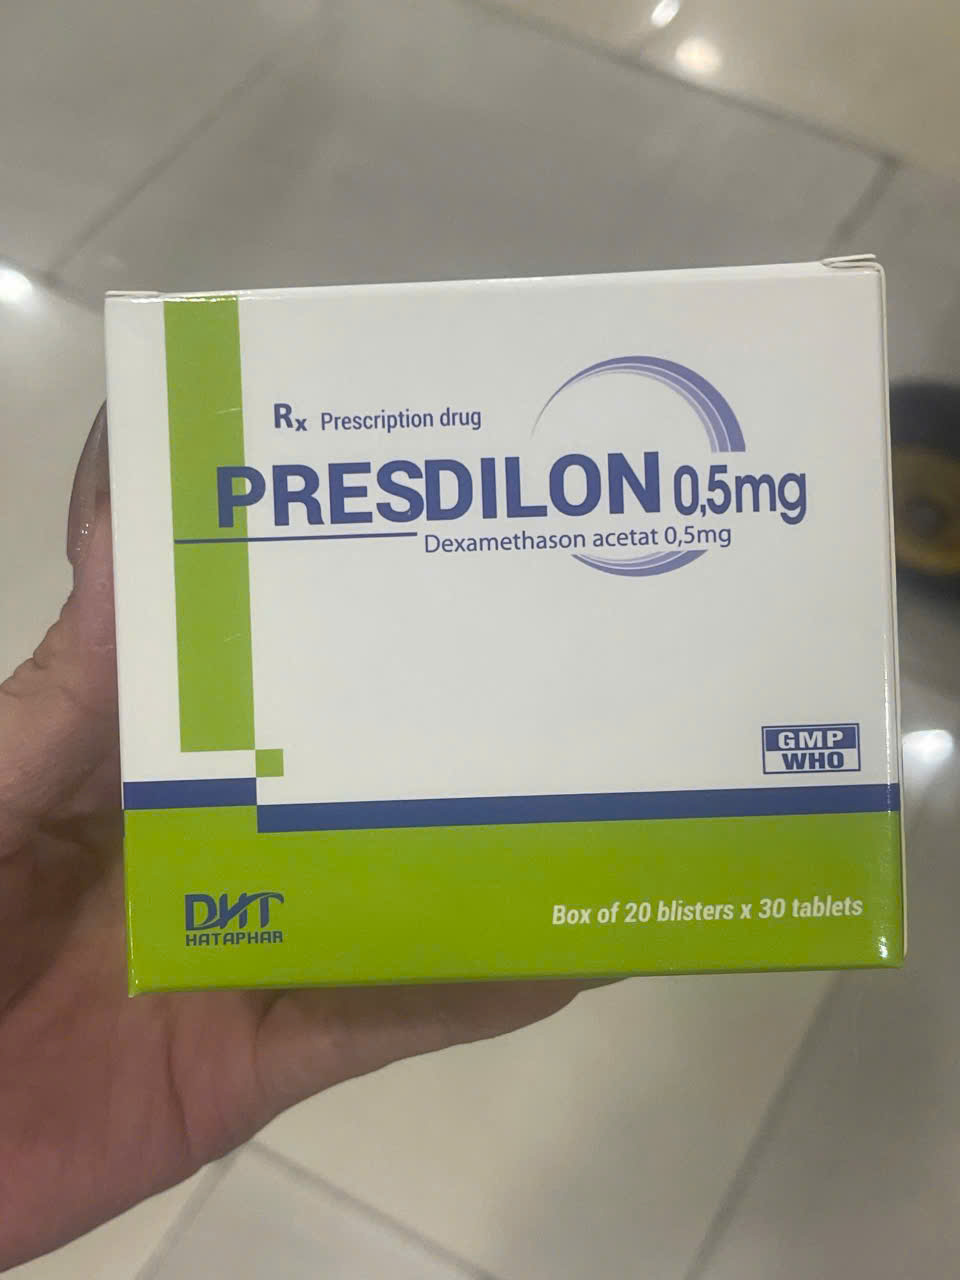 Rx Prescription drug
PRESDILON 0,5mg
Dexamethason acetat 0,5mg
GMP
WHO
DHT
HATAPHAR
Box of 20 blisters x 30 tablets